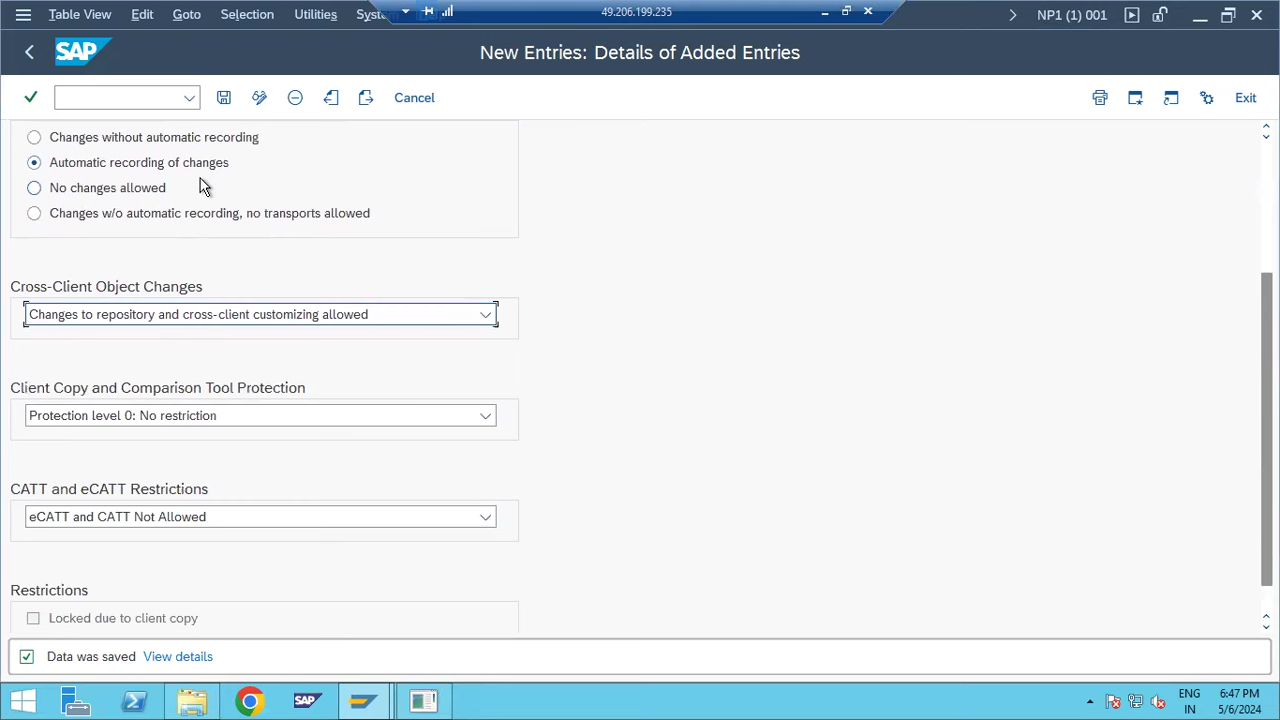 Table View Edit Goto Selection Utilities Syst 49.206.199.235 NP1 (1) 001
SAP New Entries: Details of Added Entries
Cancel Exit
Changes without automatic recording
Automatic recording of changes
No changes allowed
Changes w/o automatic recording, no transports allowed
Cross-Client Object Changes
Changes to repository and cross-client customizing allowed
Client Copy and Comparison Tool Protection
Protection level 0: No restriction
CATT and eCATT Restrictions
eCATT and CATT Not Allowed
Restrictions
Locked due to client copy
Data was saved View details
SAP
ENG 6:47 PM
IN 5/6/2024